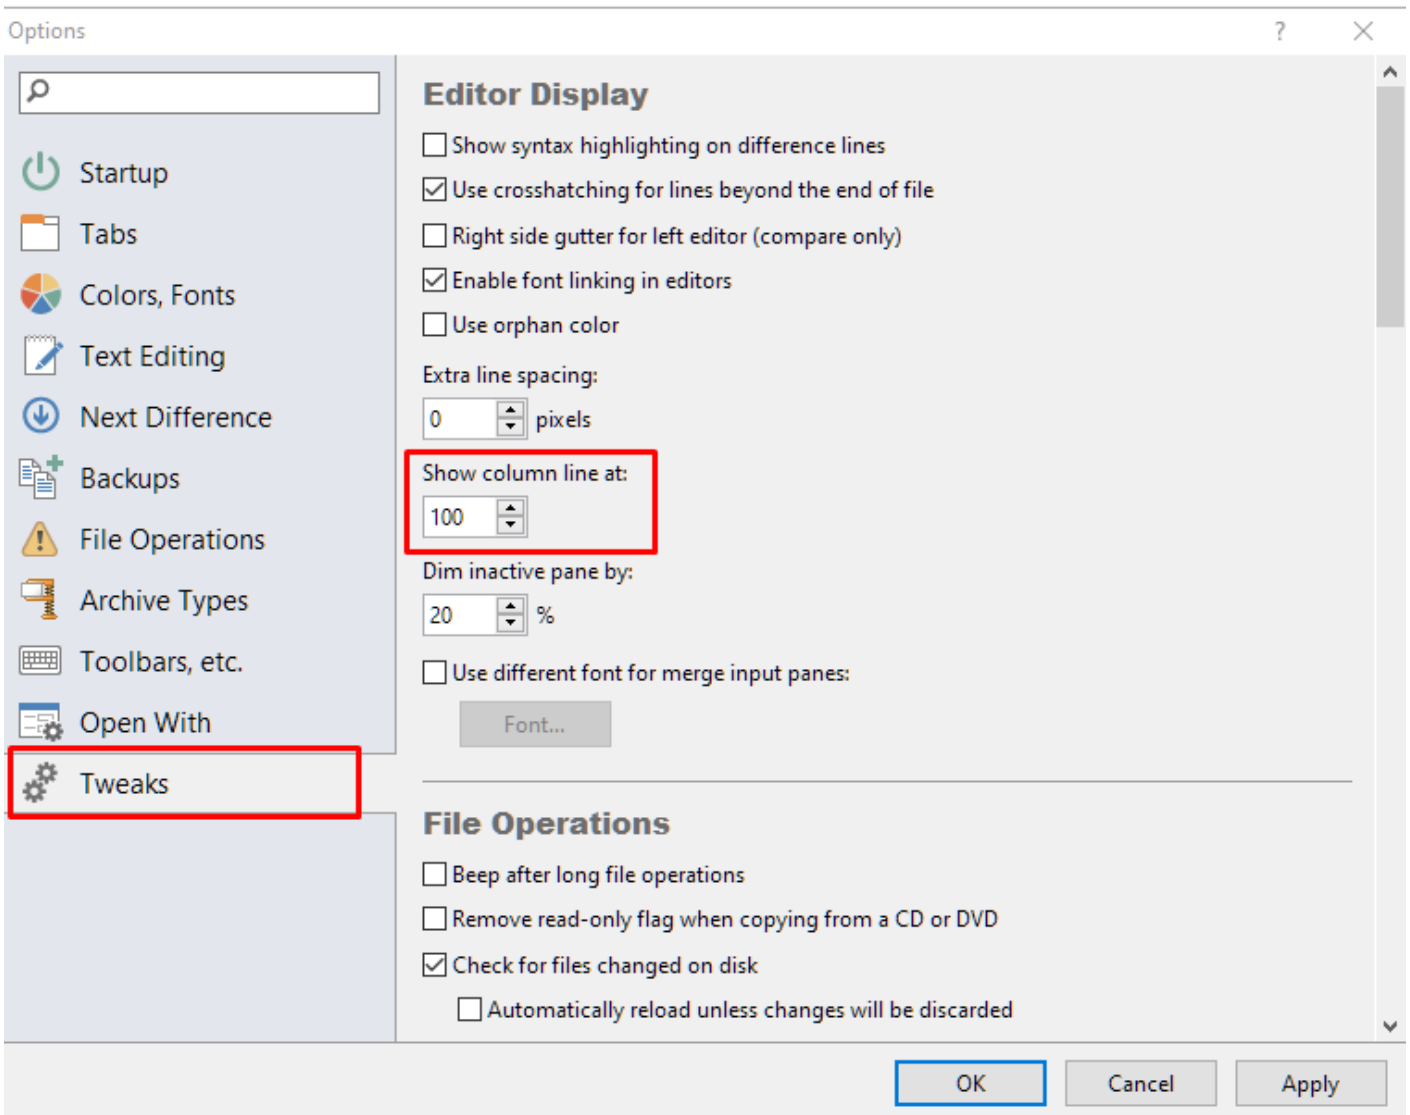 Options
?
Startup
Tabs
Colors, Fonts
Text Editing
Next Difference
Backups
File Operations
Archive Types
Toolbars, etc.
Open With
Tweaks
Editor Display
Show syntax highlighting on difference lines
Use crosshatching for lines beyond the end of file
Right side gutter for left editor (compare only)
Enable font linking in editors
Use orphan color
Extra line spacing:
0 pixels
Show column line at:
100
Dim inactive pane by:
20 %
Use different font for merge input panes:
Font...
File Operations
Beep after long file operations
Remove read-only flag when copying from a CD or DVD
Check for files changed on disk
Automatically reload unless changes will be discarded
OK Cancel Apply